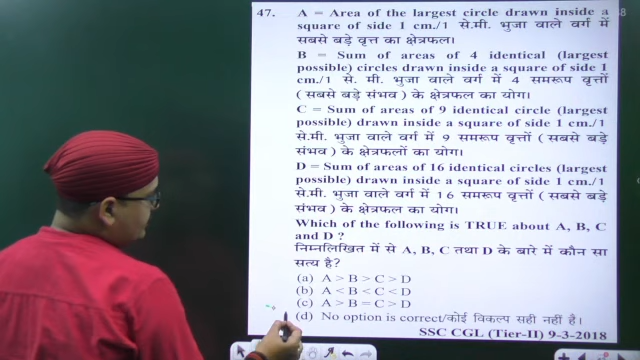 47. A = Area of the largest circle drawn inside a
square of side 1 cm./1 से.मी. भुजा वाले वर्ग में
सबसे बड़े वृत्त का क्षेत्रफल।
B = Sum of areas of 4 identical (largest
possible) circles drawn inside a square of side 1
cm./1 से. मी. भुजा वाले वर्ग में 4 समरूप वृत्तों
(सबसे बड़े संभव) के क्षेत्रफल का योग।
C = Sum of areas of 9 identical circle (largest
possible) drawn inside a square of side 1 cm./1
से.मी. भुजा वाले वर्ग में 9 समरूप वृत्तों (सबसे बड़े
संभव) के क्षेत्रफलों का योग।
D = Sum of areas of 16 identical circles (largest
possible) drawn inside a square of side 1 cm./1
से.मी. भुजा वाले वर्ग में 16 समरूप वृत्तों (सबसे बड़े
संभव) के क्षेत्रफल का योग।
Which of the following is TRUE about A, B, C
and D ?
निम्नलिखित में से A, B, C तथा D के बारे में कौन सा
सत्य है?
(a) A > B > C > D
(b) A < B < C < D
(c) A > B = C > D
(d) No option is correct/कोई विकल्प सही नहीं है।
SSC CGL (Tier-II) 9-3-2018